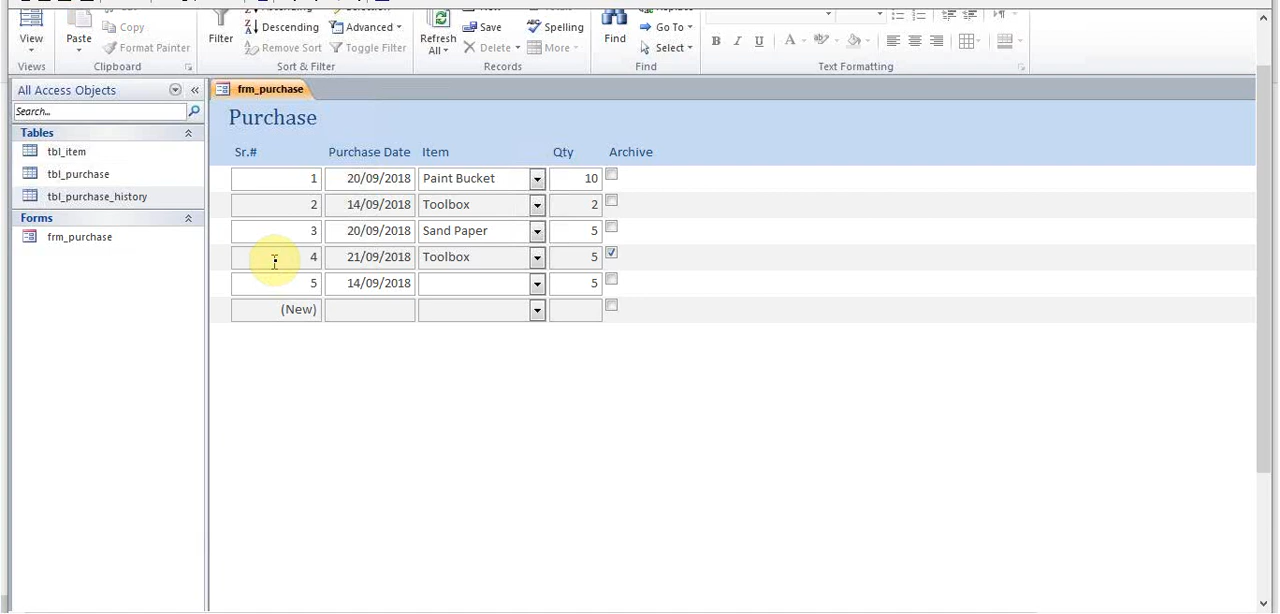 Copy Descending Advanced Save Spelling Go To
View Paste Format Painter Filter Remove Sort Toggle Filter Refresh All Delete More Find Select B I U A
Views Clipboard Sort & Filter Records Find Text Formatting
All Access Objects « frm_purchase
Search...
Purchase
Tables
tbl_item
Sr.# Purchase Date Item Qty Archive
tbl_purchase
1 20/09/2018 Paint Bucket 10
tbl_purchase_history
2 14/09/2018 Toolbox 2
Forms
frm_purchase
3 20/09/2018 Sand Paper 5
4 21/09/2018 Toolbox 5
5 14/09/2018 5
(New)